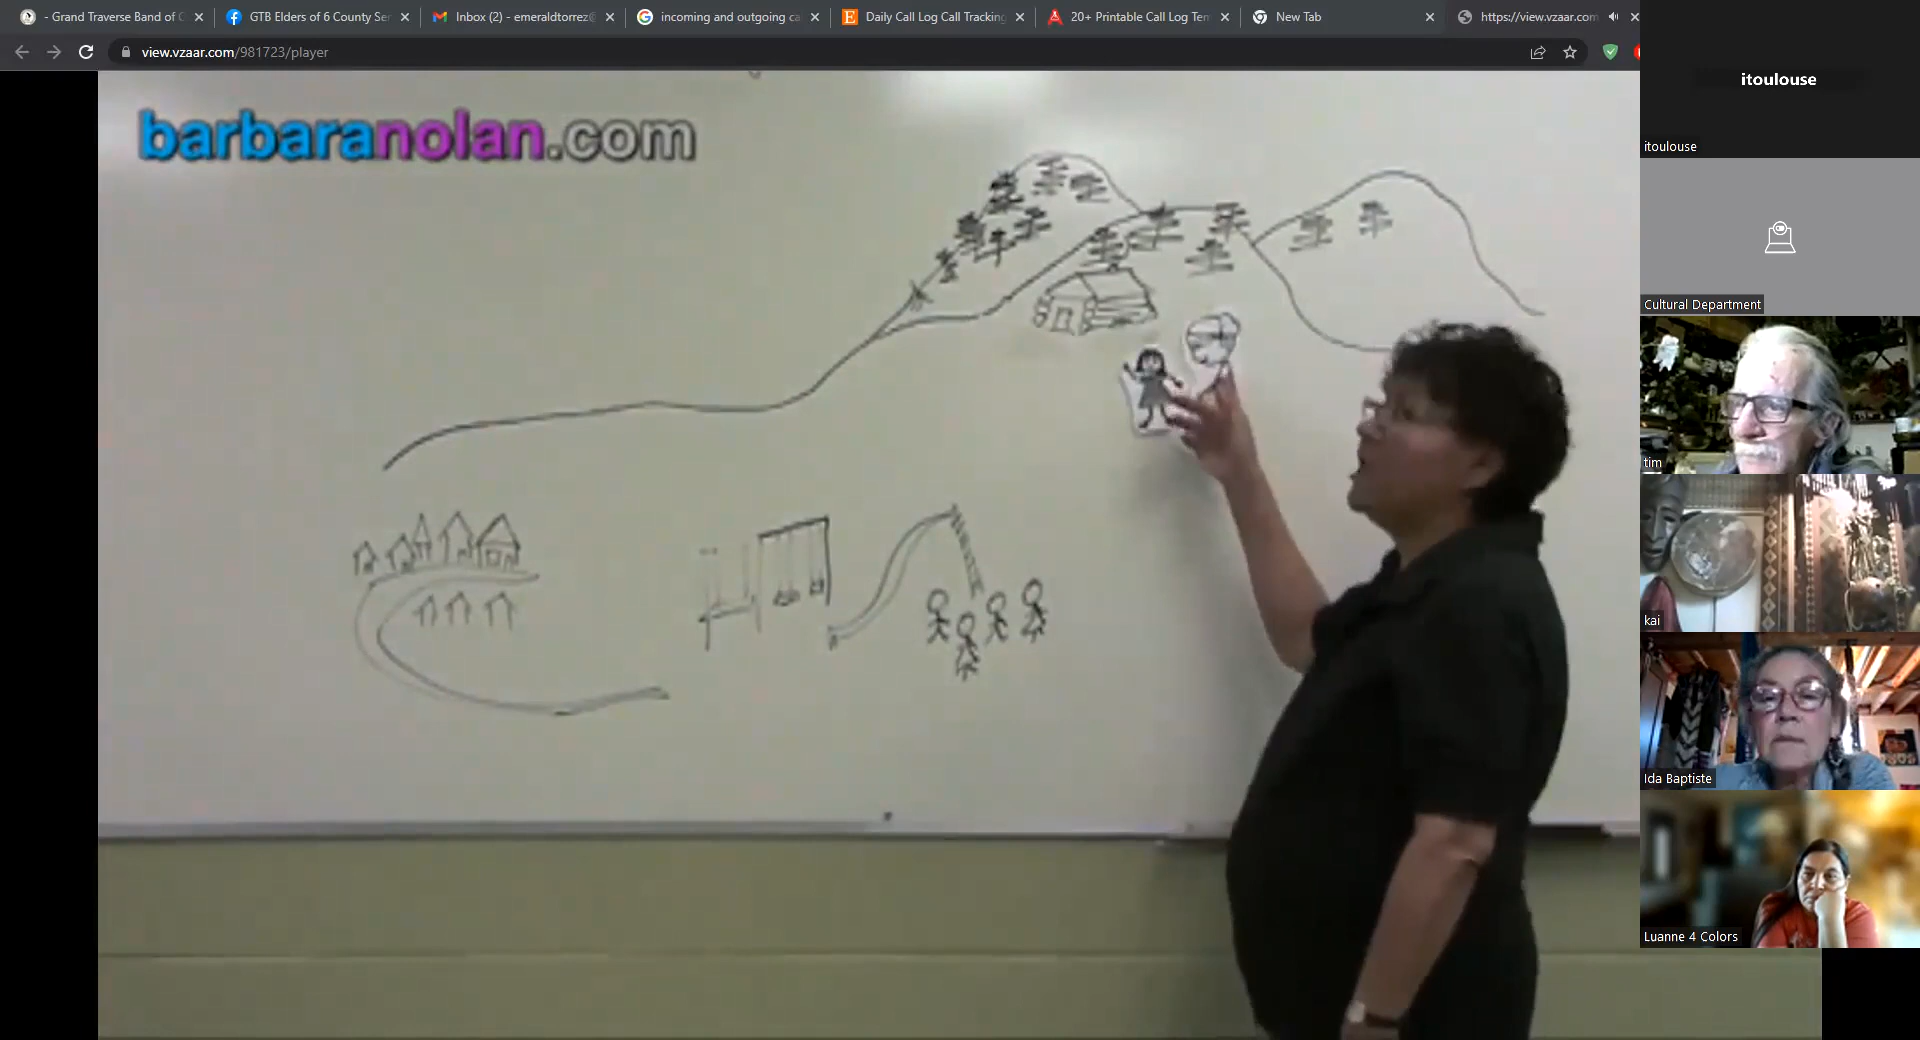 - Grand Traverse Band of O
GTB Elders of 6 County Ser
Inbox (2) - emeraldtorrez@
incoming and outgoing ca
Daily Call Log Call Tracking
20+ Printable Call Log Tem
New Tab
https://view.vzaar.com
view.vzaar.com/981723/player
barbaranolan.com
itoulouse
itoulouse
Cultural Department
tim
kai
Ida Baptiste
Luanne 4 Colors